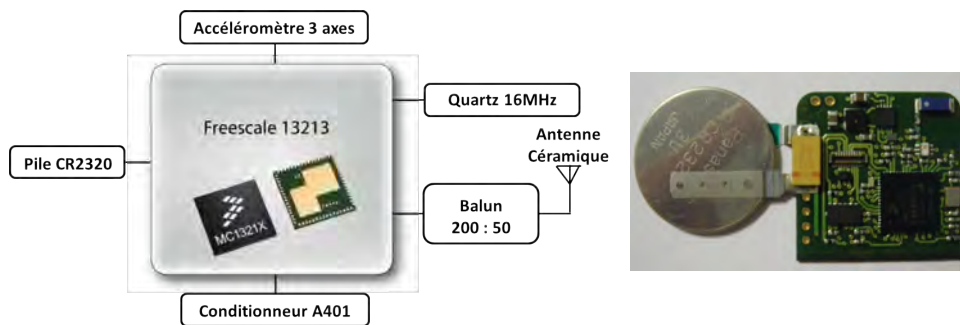 Accéléromètre 3 axes
Freescale 13213
Quartz 16MHz
Antenne
Céramique
Pile CR2320
Balun
200 : 50
MC1321X
Conditionneur A401